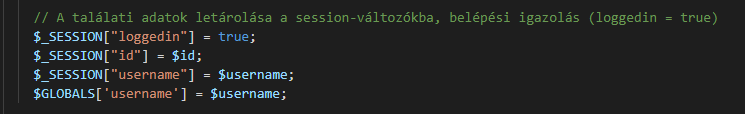 // A találati adatok letárolása a session-változókba, belépési igazolás (loggedin = true)
$_SESSION["loggedin"] = true;
$_SESSION["id"] = $id;
$_SESSION["username"] = $username;
$GLOBALS['username'] = $username;